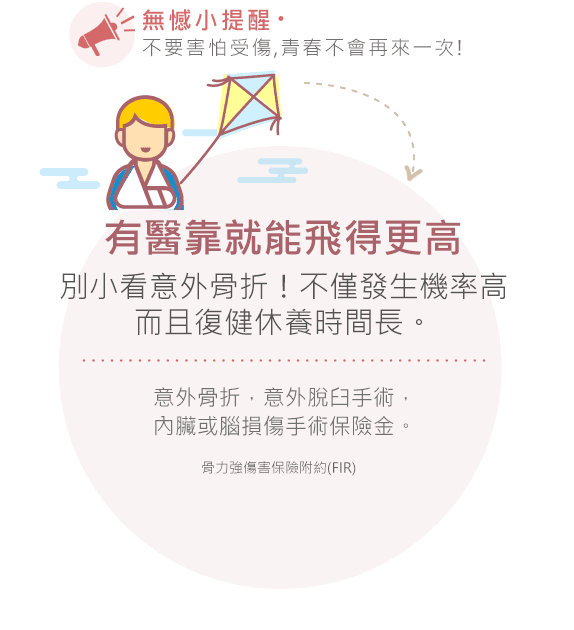 無憾小提醒•
不要害怕受傷,青春不會再來一次!
有醫靠就能飛得更高
別小看意外骨折！不僅發生機率高
而且復健休養時間長。
意外骨折，意外脫臼手術，
內臟或腦損傷手術保險金。
骨力強傷害保險附約(FIR)